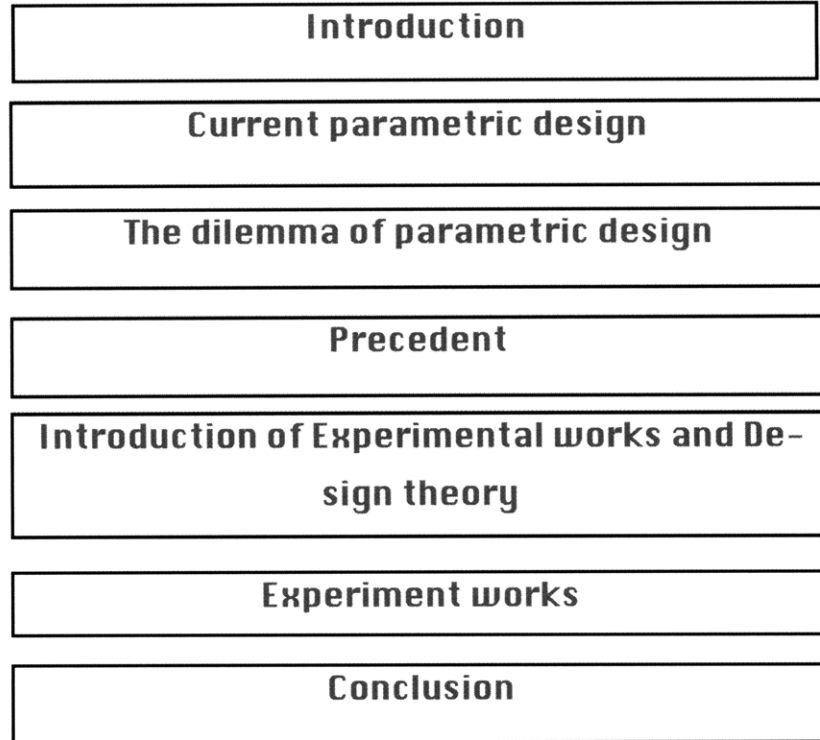 Introduction
Current parametric design
The dilemma of parametric design
Precedent
Introduction of Experimental works and De-
sign theory
Experiment works
Conclusion